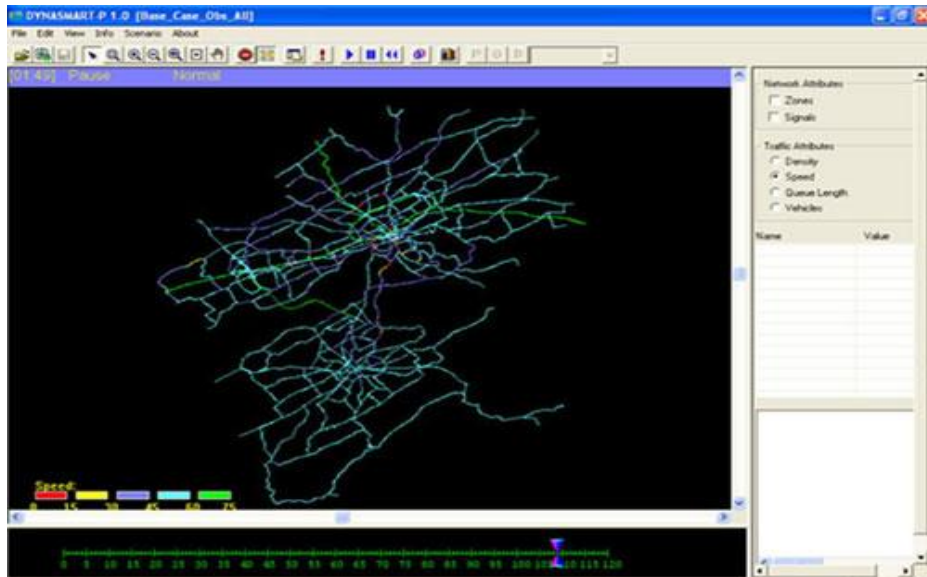 DYNASMART-P 1.0 [Base_Case_Obs_All]
File Edit View Info Scenario About
[01:49] Pause Normal
Network Attributes
Zones
Signals
Traffic Attributes
Density
Speed
Queue Length
Vehicles
Name Value
Speed:
0 15 30 45 60 75
0 5 10 15 20 25 30 35 40 45 50 55 60 65 70 75 80 85 90 95 100 115 120